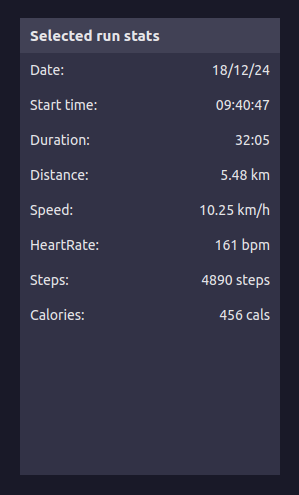 Selected run stats
Date: 18/12/24
Start time: 09:40:47
Duration: 32:05
Distance: 5.48 km
Speed: 10.25 km/h
HeartRate: 161 bpm
Steps: 4890 steps
Calories: 456 cals